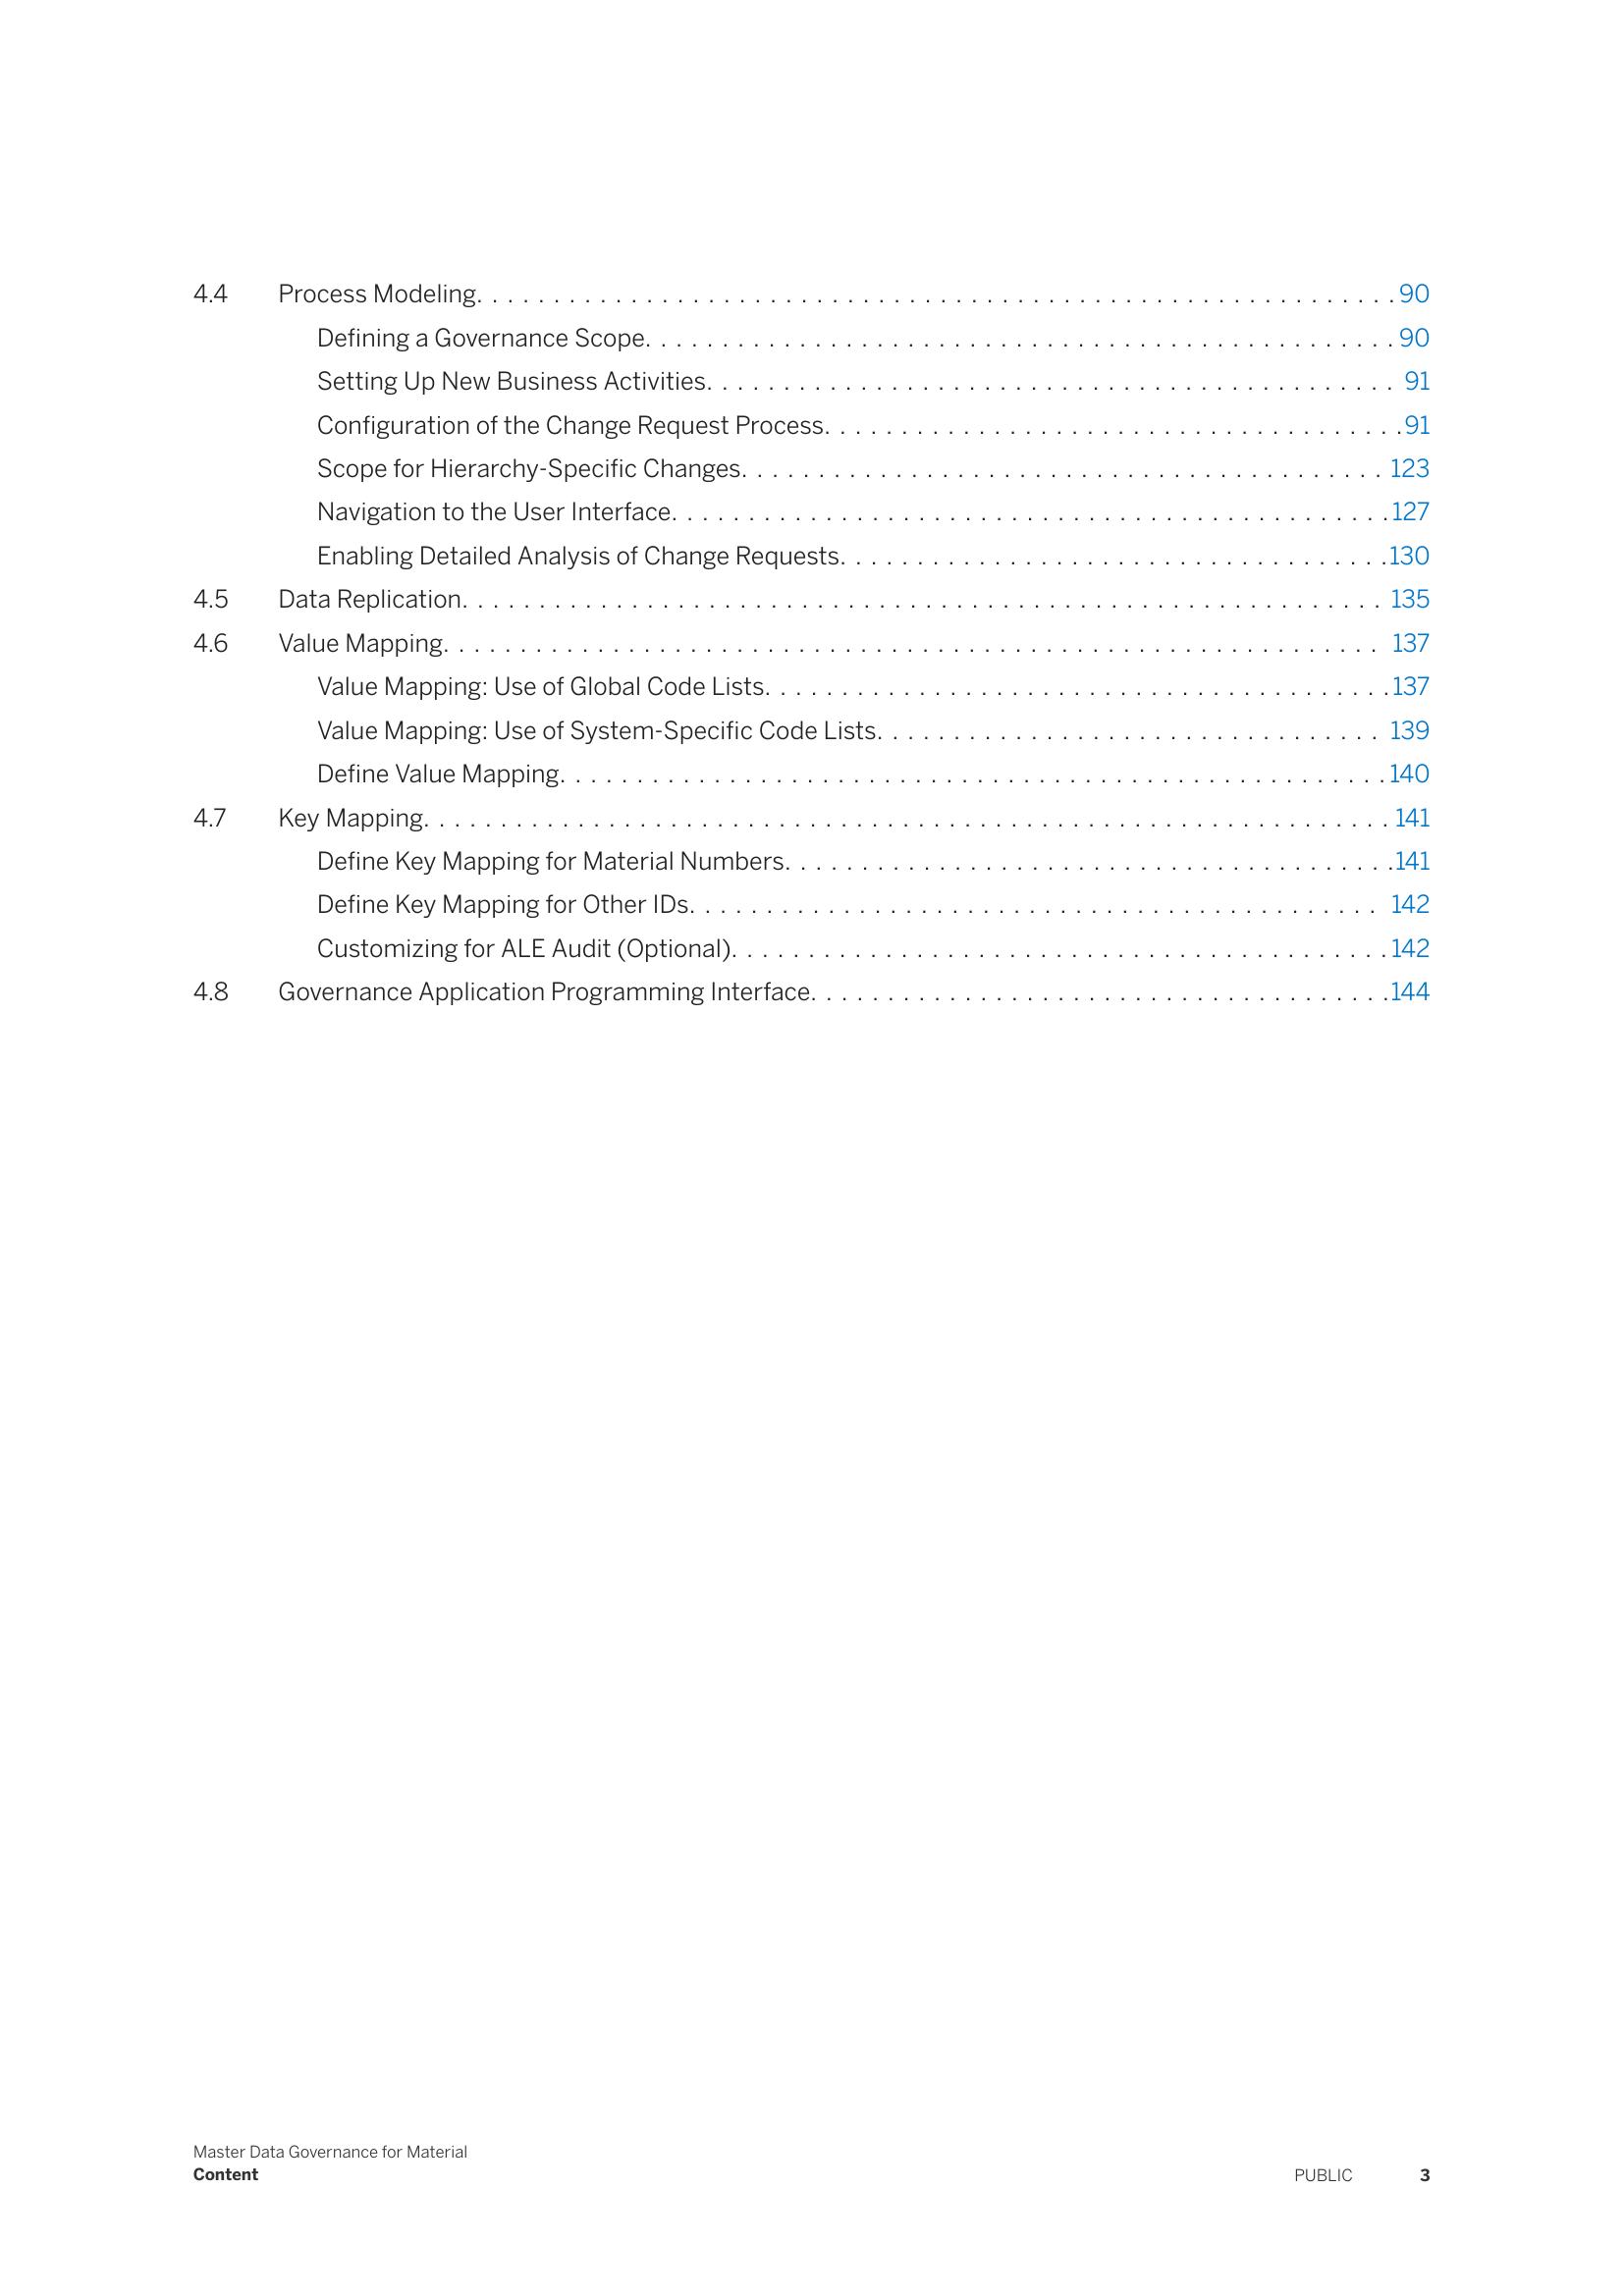 4.4 Process Modeling. . . . . . . . . . . . . . . . . . . . . . . . . . . . . . . . . . . . . . . . . . . . . . . . . . . . . . . . . . . . 90
Defining a Governance Scope. . . . . . . . . . . . . . . . . . . . . . . . . . . . . . . . . . . . . . . . . . . . . . . . . 90
Setting Up New Business Activities. . . . . . . . . . . . . . . . . . . . . . . . . . . . . . . . . . . . . . . . . . . . . 91
Configuration of the Change Request Process. . . . . . . . . . . . . . . . . . . . . . . . . . . . . . . . . . . . . . 91
Scope for Hierarchy-Specific Changes. . . . . . . . . . . . . . . . . . . . . . . . . . . . . . . . . . . . . . . . . . 123
Navigation to the User Interface. . . . . . . . . . . . . . . . . . . . . . . . . . . . . . . . . . . . . . . . . . . . . . . 127
Enabling Detailed Analysis of Change Requests. . . . . . . . . . . . . . . . . . . . . . . . . . . . . . . . . . . . 130
4.5 Data Replication. . . . . . . . . . . . . . . . . . . . . . . . . . . . . . . . . . . . . . . . . . . . . . . . . . . . . . . . . . . . 135
4.6 Value Mapping. . . . . . . . . . . . . . . . . . . . . . . . . . . . . . . . . . . . . . . . . . . . . . . . . . . . . . . . . . . . . 137
Value Mapping: Use of Global Code Lists. . . . . . . . . . . . . . . . . . . . . . . . . . . . . . . . . . . . . . . . . 137
Value Mapping: Use of System-Specific Code Lists. . . . . . . . . . . . . . . . . . . . . . . . . . . . . . . . . 139
Define Value Mapping. . . . . . . . . . . . . . . . . . . . . . . . . . . . . . . . . . . . . . . . . . . . . . . . . . . . . . 140
4.7 Key Mapping. . . . . . . . . . . . . . . . . . . . . . . . . . . . . . . . . . . . . . . . . . . . . . . . . . . . . . . . . . . . . . . 141
Define Key Mapping for Material Numbers. . . . . . . . . . . . . . . . . . . . . . . . . . . . . . . . . . . . . . . . 141
Define Key Mapping for Other IDs. . . . . . . . . . . . . . . . . . . . . . . . . . . . . . . . . . . . . . . . . . . . . 142
Customizing for ALE Audit (Optional). . . . . . . . . . . . . . . . . . . . . . . . . . . . . . . . . . . . . . . . . . . 142
4.8 Governance Application Programming Interface. . . . . . . . . . . . . . . . . . . . . . . . . . . . . . . . . . . . . . 144
Master Data Governance for Material
Content PUBLIC 3